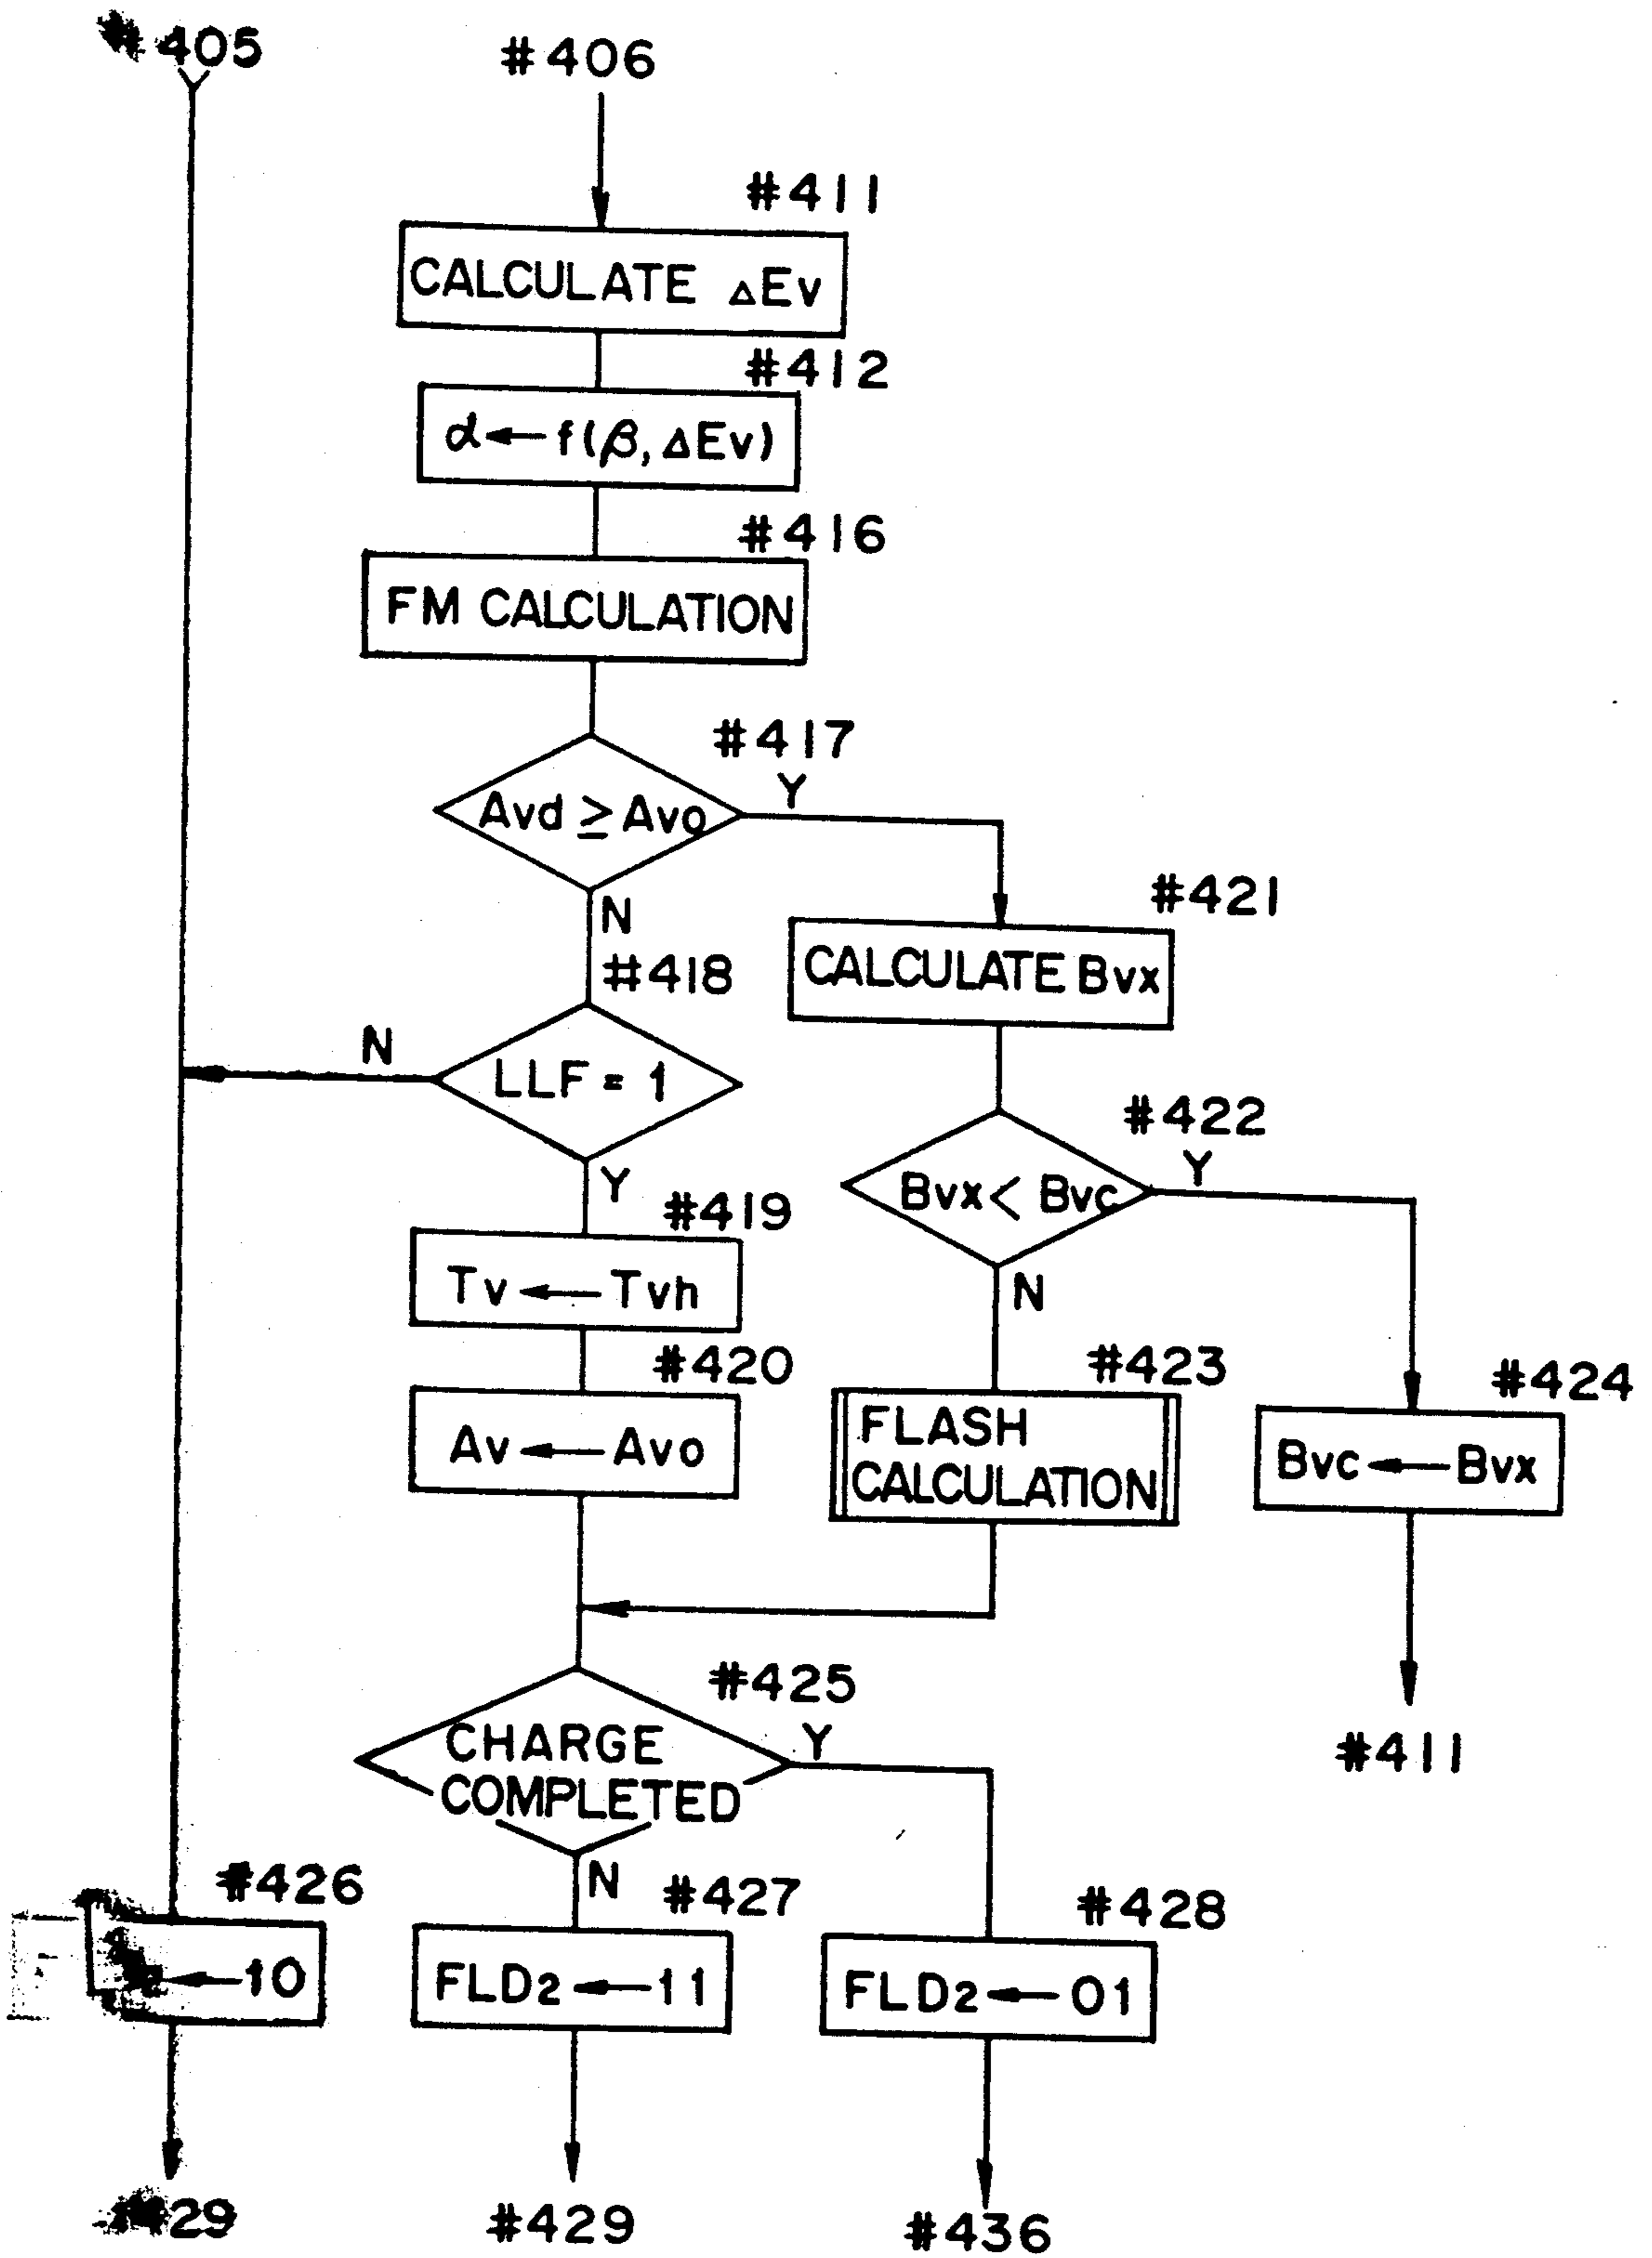 #405
#406
#411
CALCULATE ΔEv
#412
α←f(β, ΔEv)
#416
FM CALCULATION
#417
Avd ≥ Avo
Y
N
#418
LLF = 1
N
Y
#419
Tv ← Tvh
#420
Av ← Avo
#421
CALCULATE Bvx
#422
Bvx < Bvc
Y
N
#423
FLASH
CALCULATION
#424
Bvc ← Bvx
#411
#425
CHARGE
COMPLETED
Y
N
#426
← 10
#427
FLD2 ← 11
#428
FLD2 ← 01
29
#429
#436